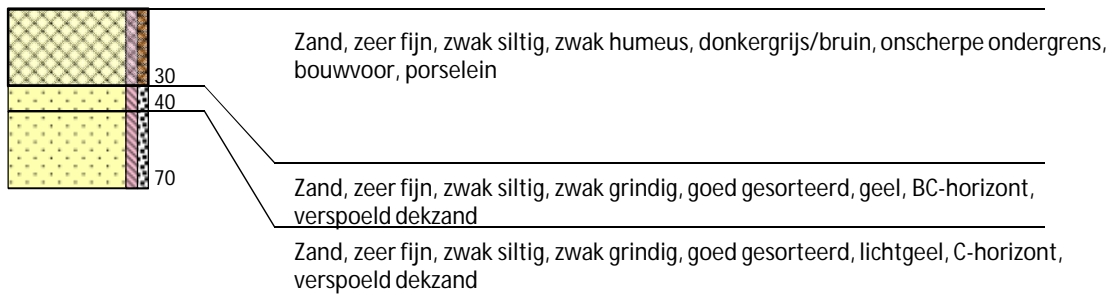 Zand, zeer fijn, zwak siltig, zwak humeus, donkergrijs/bruin, onscherpe ondergrens,
bouwvoor, porselein
30
40
70
Zand, zeer fijn, zwak siltig, zwak grindig, goed gesorteerd, geel, BC-horizont,
verspoeld dekzand
Zand, zeer fijn, zwak siltig, zwak grindig, goed gesorteerd, lichtgeel, C-horizont,
verspoeld dekzand